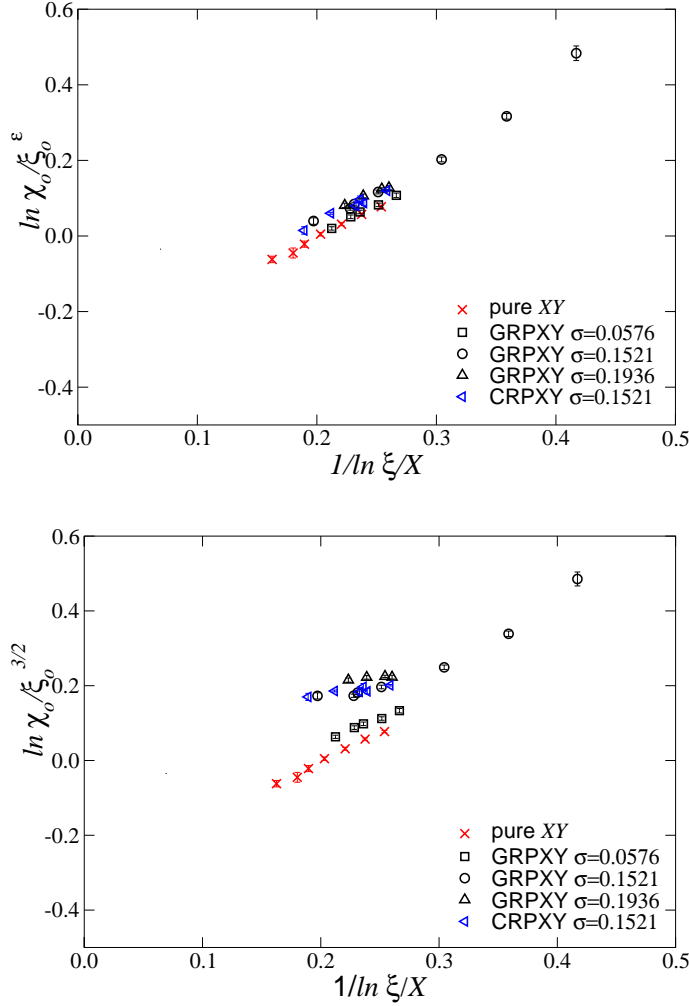 0.6
0.4
0.2
0.0
-0.2
-0.4
ln χo/ξo^ε
pure XY
GRPXY σ=0.0576
GRPXY σ=0.1521
GRPXY σ=0.1936
CRPXY σ=0.1521
0.0 0.1 0.2 0.3 0.4 0.5
1/ln ξ/X
0.6
0.4
0.2
0.0
-0.2
-0.4
ln χo/ξo^3/2
pure XY
GRPXY σ=0.0576
GRPXY σ=0.1521
GRPXY σ=0.1936
CRPXY σ=0.1521
0.0 0.1 0.2 0.3 0.4 0.5
1/ln ξ/X